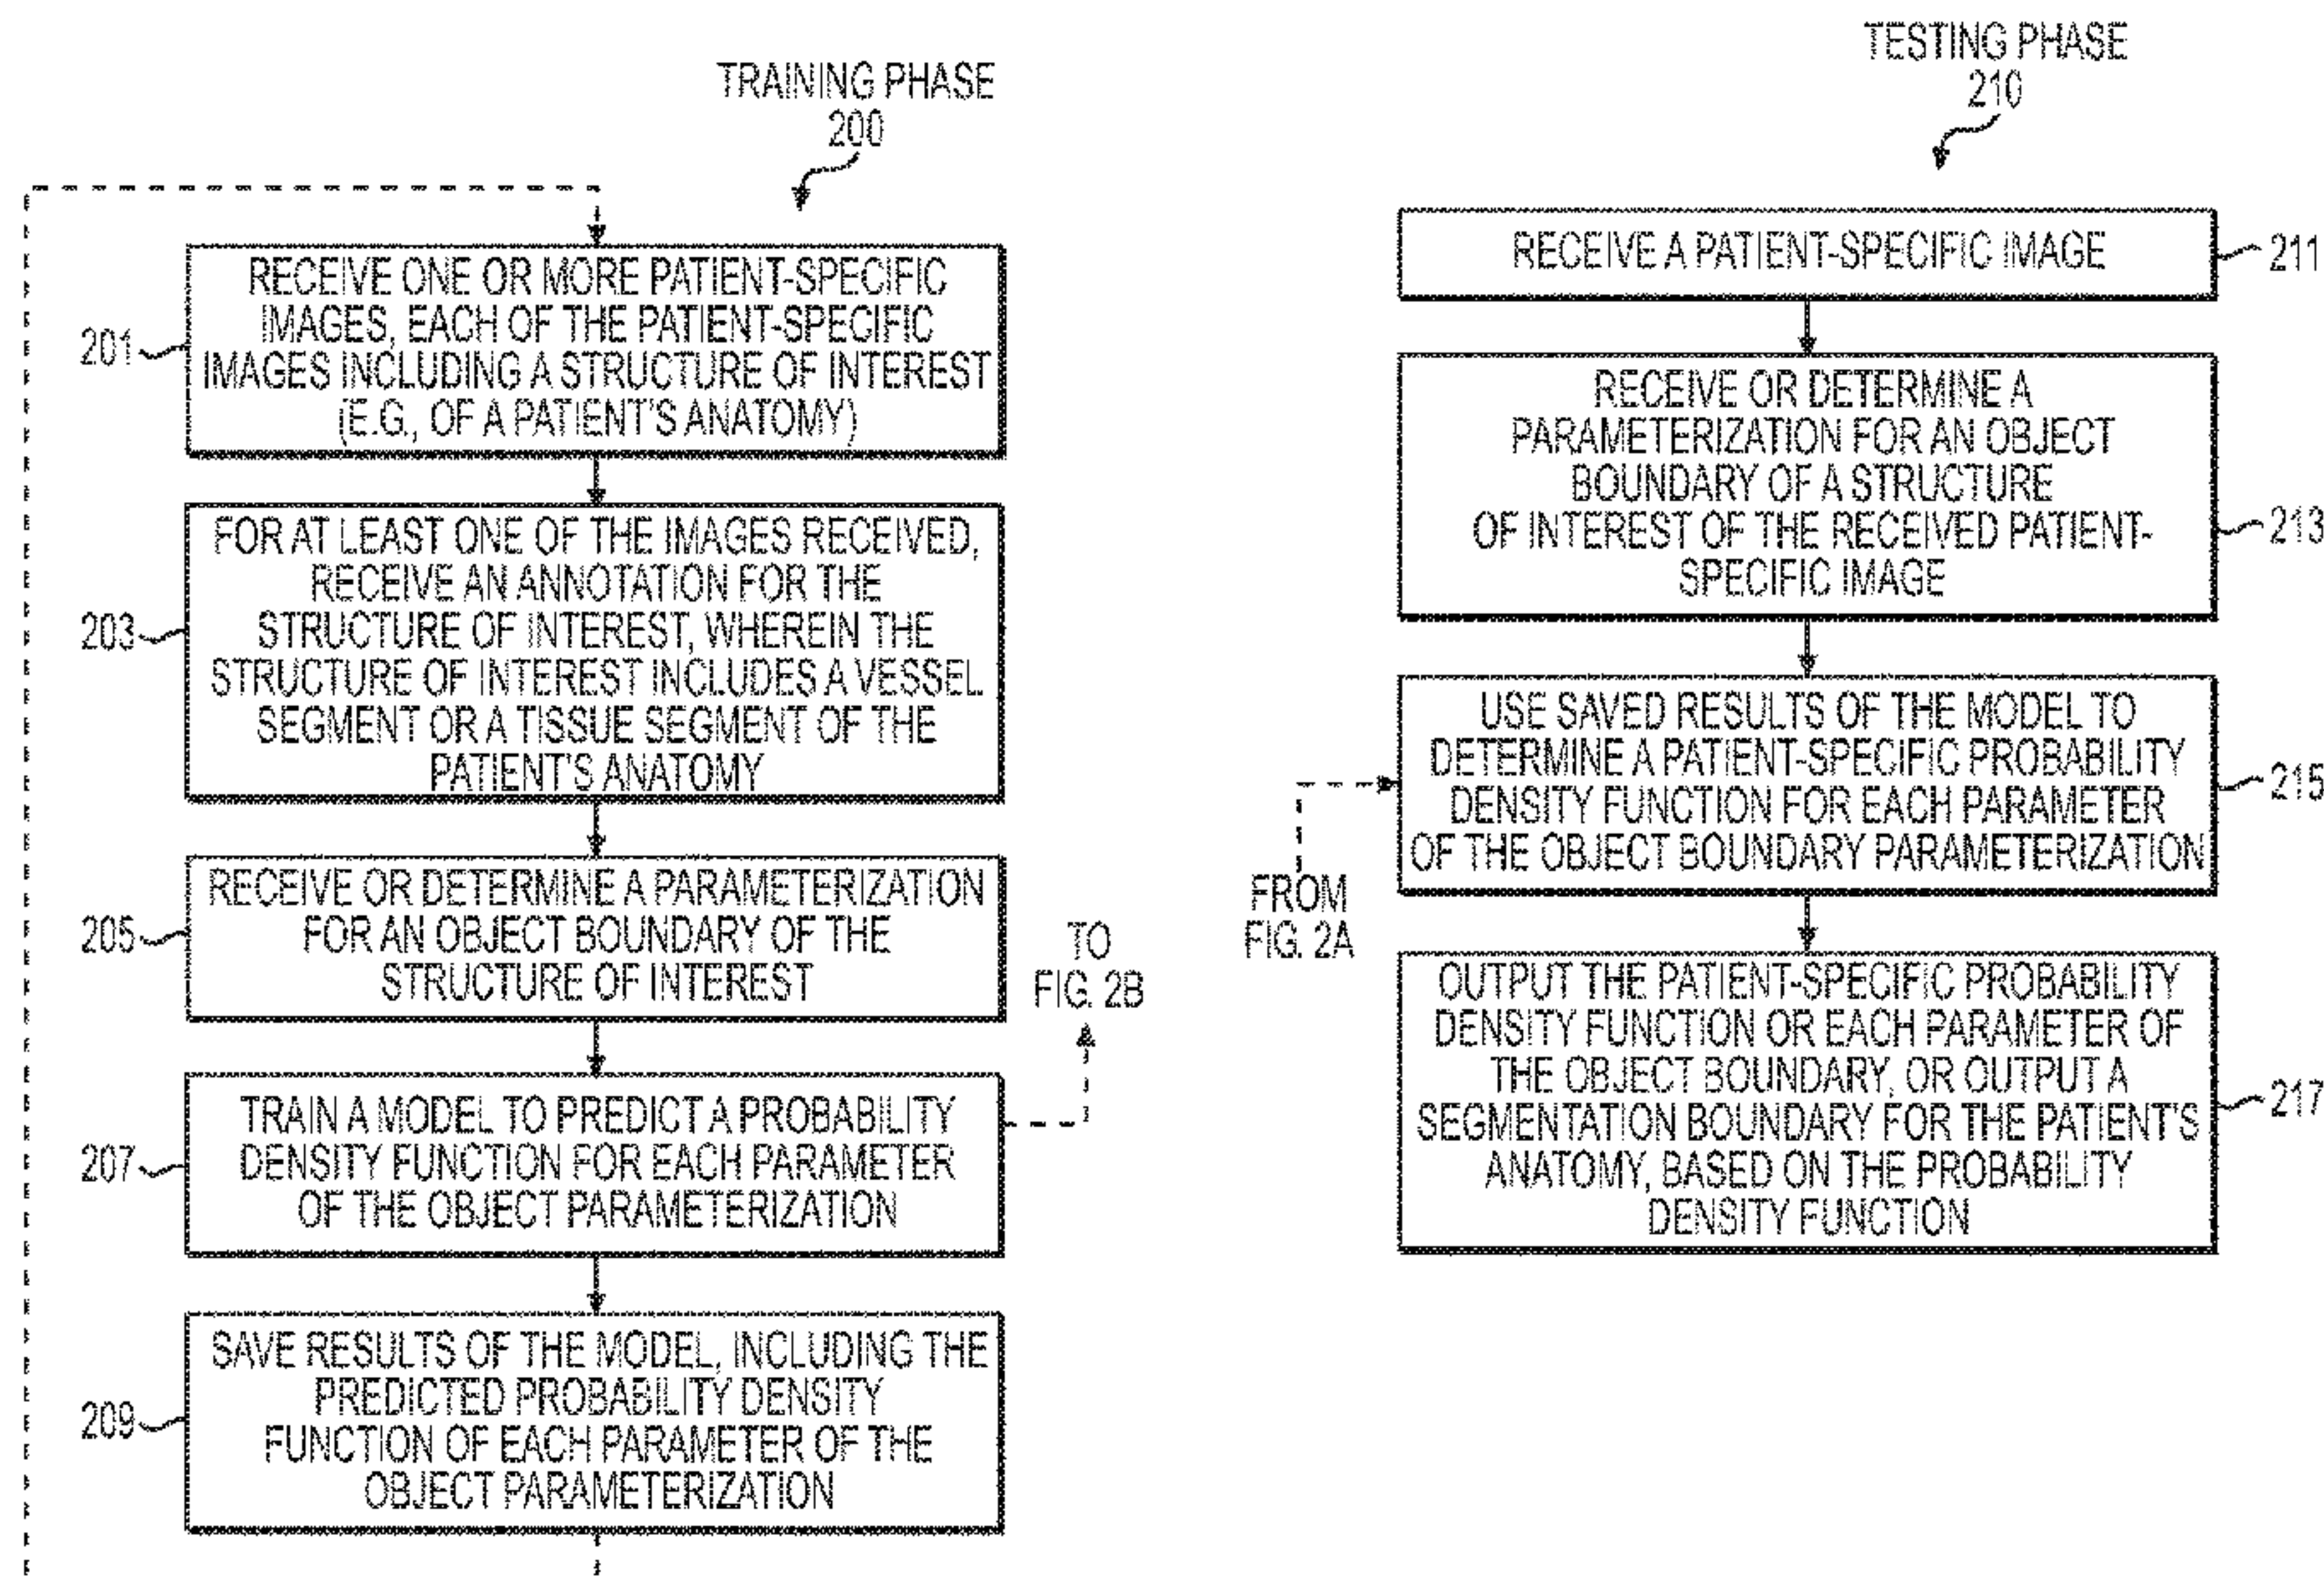 TRAINING PHASE
200
201
RECEIVE ONE OR MORE PATIENT-SPECIFIC
IMAGES, EACH OF THE PATIENT-SPECIFIC
IMAGES INCLUDING A STRUCTURE OF INTEREST
(E.G., OF A PATIENT'S ANATOMY)
203
FOR AT LEAST ONE OF THE IMAGES RECEIVED,
RECEIVE AN ANNOTATION FOR THE
STRUCTURE OF INTEREST, WHEREIN THE
STRUCTURE OF INTEREST INCLUDES A VESSEL
SEGMENT OR A TISSUE SEGMENT OF THE
PATIENT'S ANATOMY
205
RECEIVE OR DETERMINE A PARAMETERIZATION
FOR AN OBJECT BOUNDARY OF THE
STRUCTURE OF INTEREST
TO
FIG. 2B
207
TRAIN A MODEL TO PREDICT A PROBABILITY
DENSITY FUNCTION FOR EACH PARAMETER
OF THE OBJECT PARAMETERIZATION
209
SAVE RESULTS OF THE MODEL, INCLUDING THE
PREDICTED PROBABILITY DENSITY
FUNCTION OF EACH PARAMETER OF THE
OBJECT PARAMETERIZATION
TESTING PHASE
210
RECEIVE A PATIENT-SPECIFIC IMAGE
211
RECEIVE OR DETERMINE A
PARAMETERIZATION FOR AN OBJECT
BOUNDARY OF A STRUCTURE
OF INTEREST OF THE RECEIVED PATIENT-
SPECIFIC IMAGE
213
USE SAVED RESULTS OF THE MODEL TO
DETERMINE A PATIENT-SPECIFIC PROBABILITY
DENSITY FUNCTION FOR EACH PARAMETER
OF THE OBJECT BOUNDARY PARAMETERIZATION
215
FROM
FIG. 2A
OUTPUT THE PATIENT-SPECIFIC PROBABILITY
DENSITY FUNCTION OR EACH PARAMETER OF
THE OBJECT BOUNDARY, OR OUTPUT A
SEGMENTATION BOUNDARY FOR THE PATIENT'S
ANATOMY, BASED ON THE PROBABILITY
DENSITY FUNCTION
217